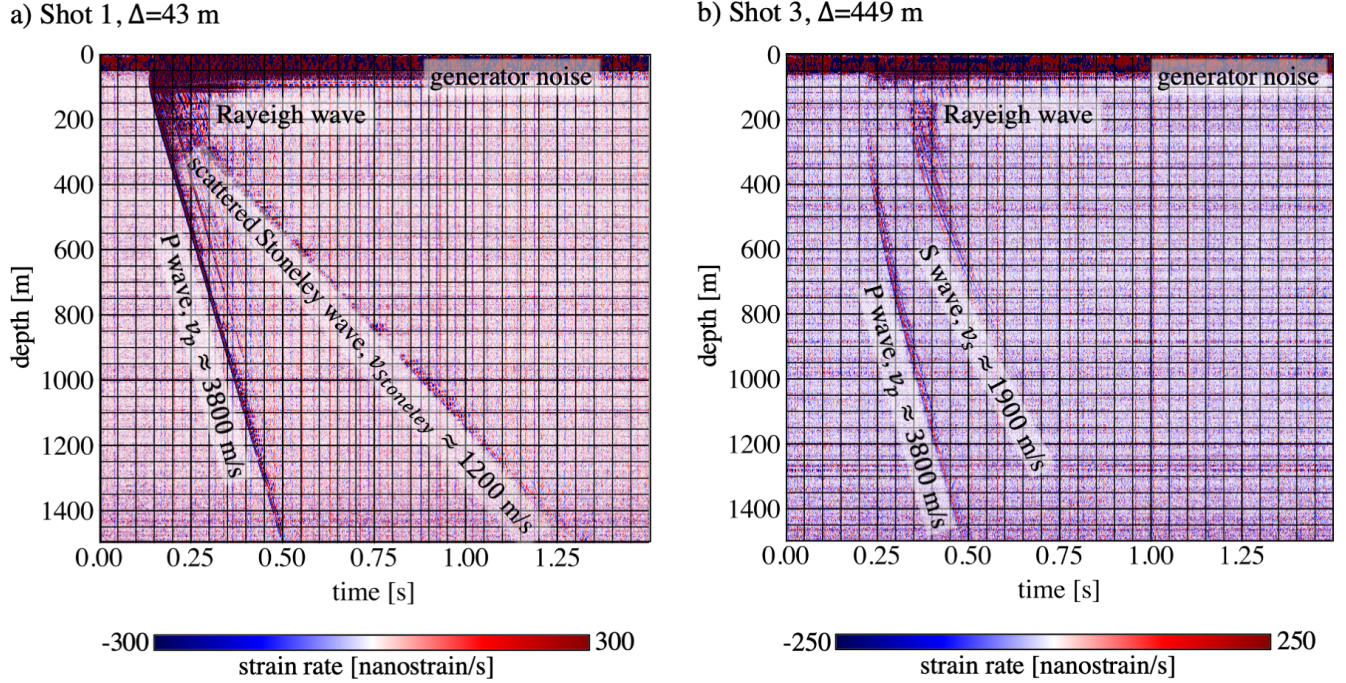 a) Shot 1, Δ=43 m
0
200
400
600
800
1000
1200
1400
depth [m]
generator noise
Rayeigh wave
scattered Stoneley wave, vstoneley ≈ 1200 m/s
P wave, vp ≈ 3800 m/s
0.00 0.25 0.50 0.75 1.00 1.25
time [s]
-300 300
strain rate [nanostrain/s]
b) Shot 3, Δ=449 m
0
200
400
600
800
1000
1200
1400
depth [m]
generator noise
Rayeigh wave
S wave, vs ≈ 1900 m/s
P wave, vp ≈ 3800 m/s
0.00 0.25 0.50 0.75 1.00 1.25
time [s]
-250 250
strain rate [nanostrain/s]